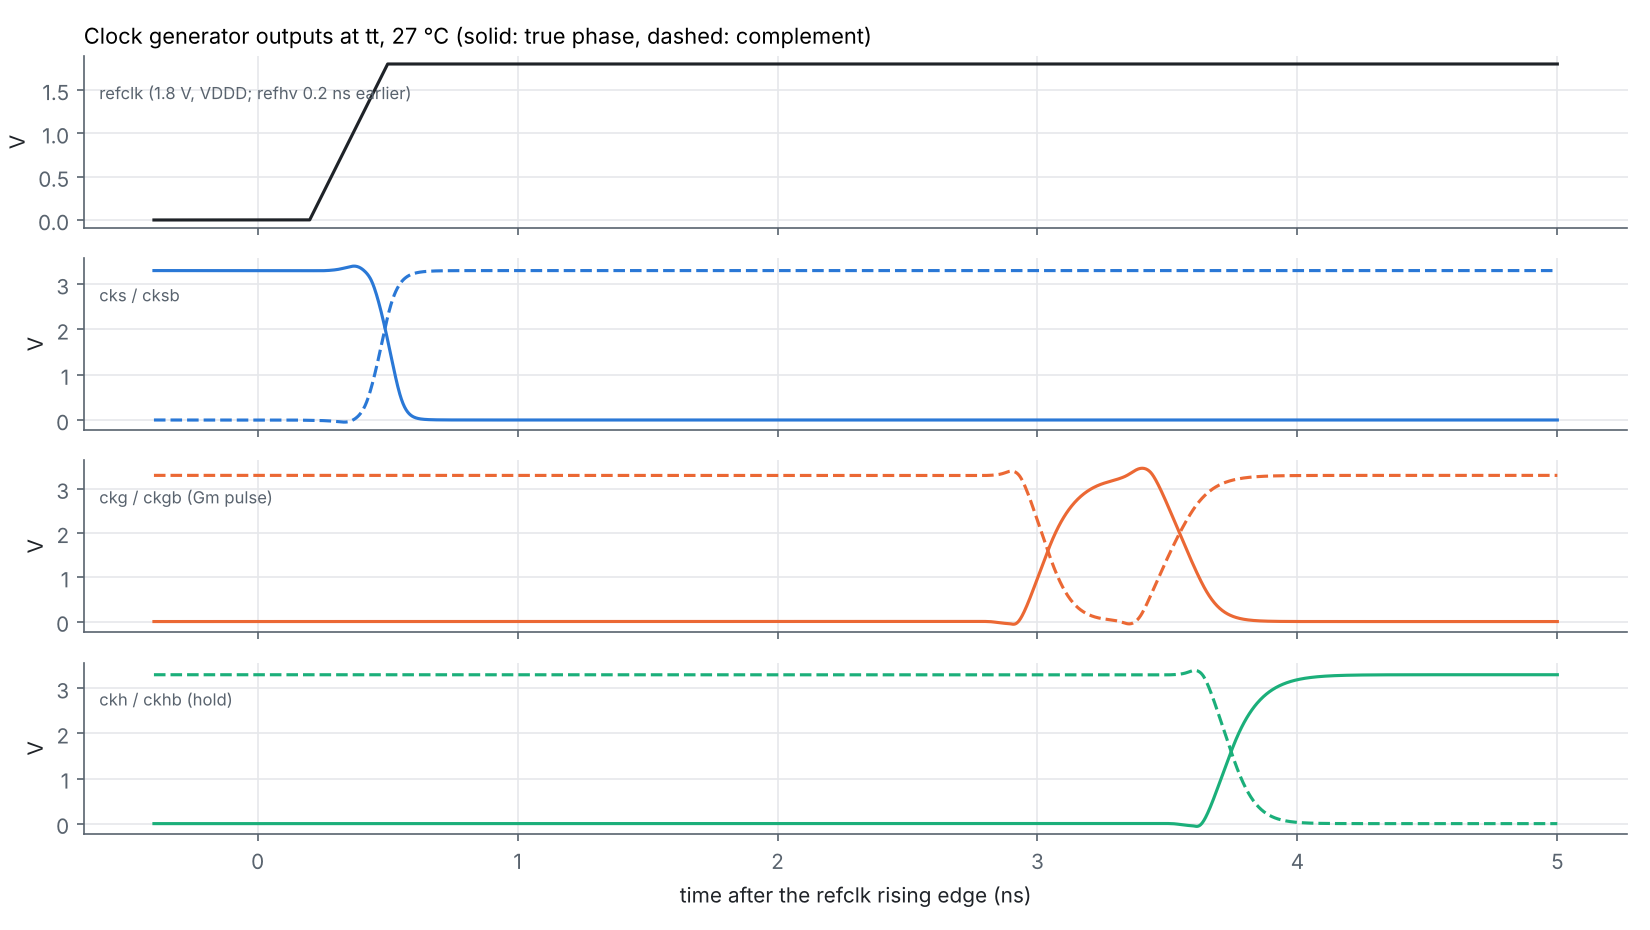 Clock generator outputs at tt, 27 °C (solid: true phase, dashed: complement)
1.5
1.0
0.5
0.0
V
refclk (1.8 V, VDDD; refhv 0.2 ns earlier)
3
2
1
0
V
cks / cksb
3
2
1
0
V
ckg / ckgb (Gm pulse)
3
2
1
0
V
ckh / ckhb (hold)
0 1 2 3 4 5
time after the refclk rising edge (ns)